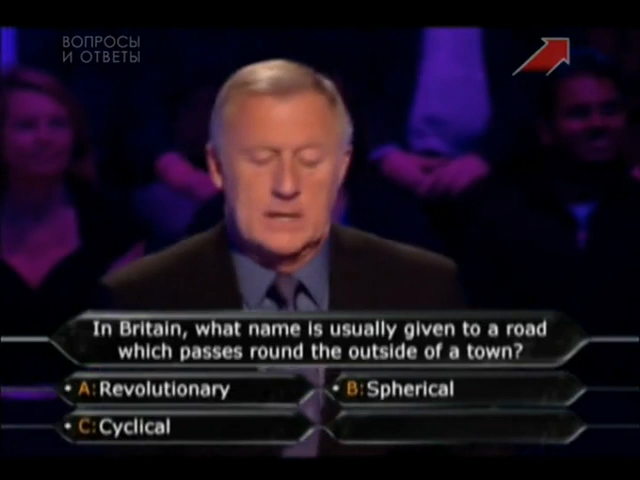 ВОПРОСЫ
И ОТВЕТЫ
In Britain, what name is usually given to a road
which passes round the outside of a town?
A: Revolutionary
B: Spherical
C: Cyclical